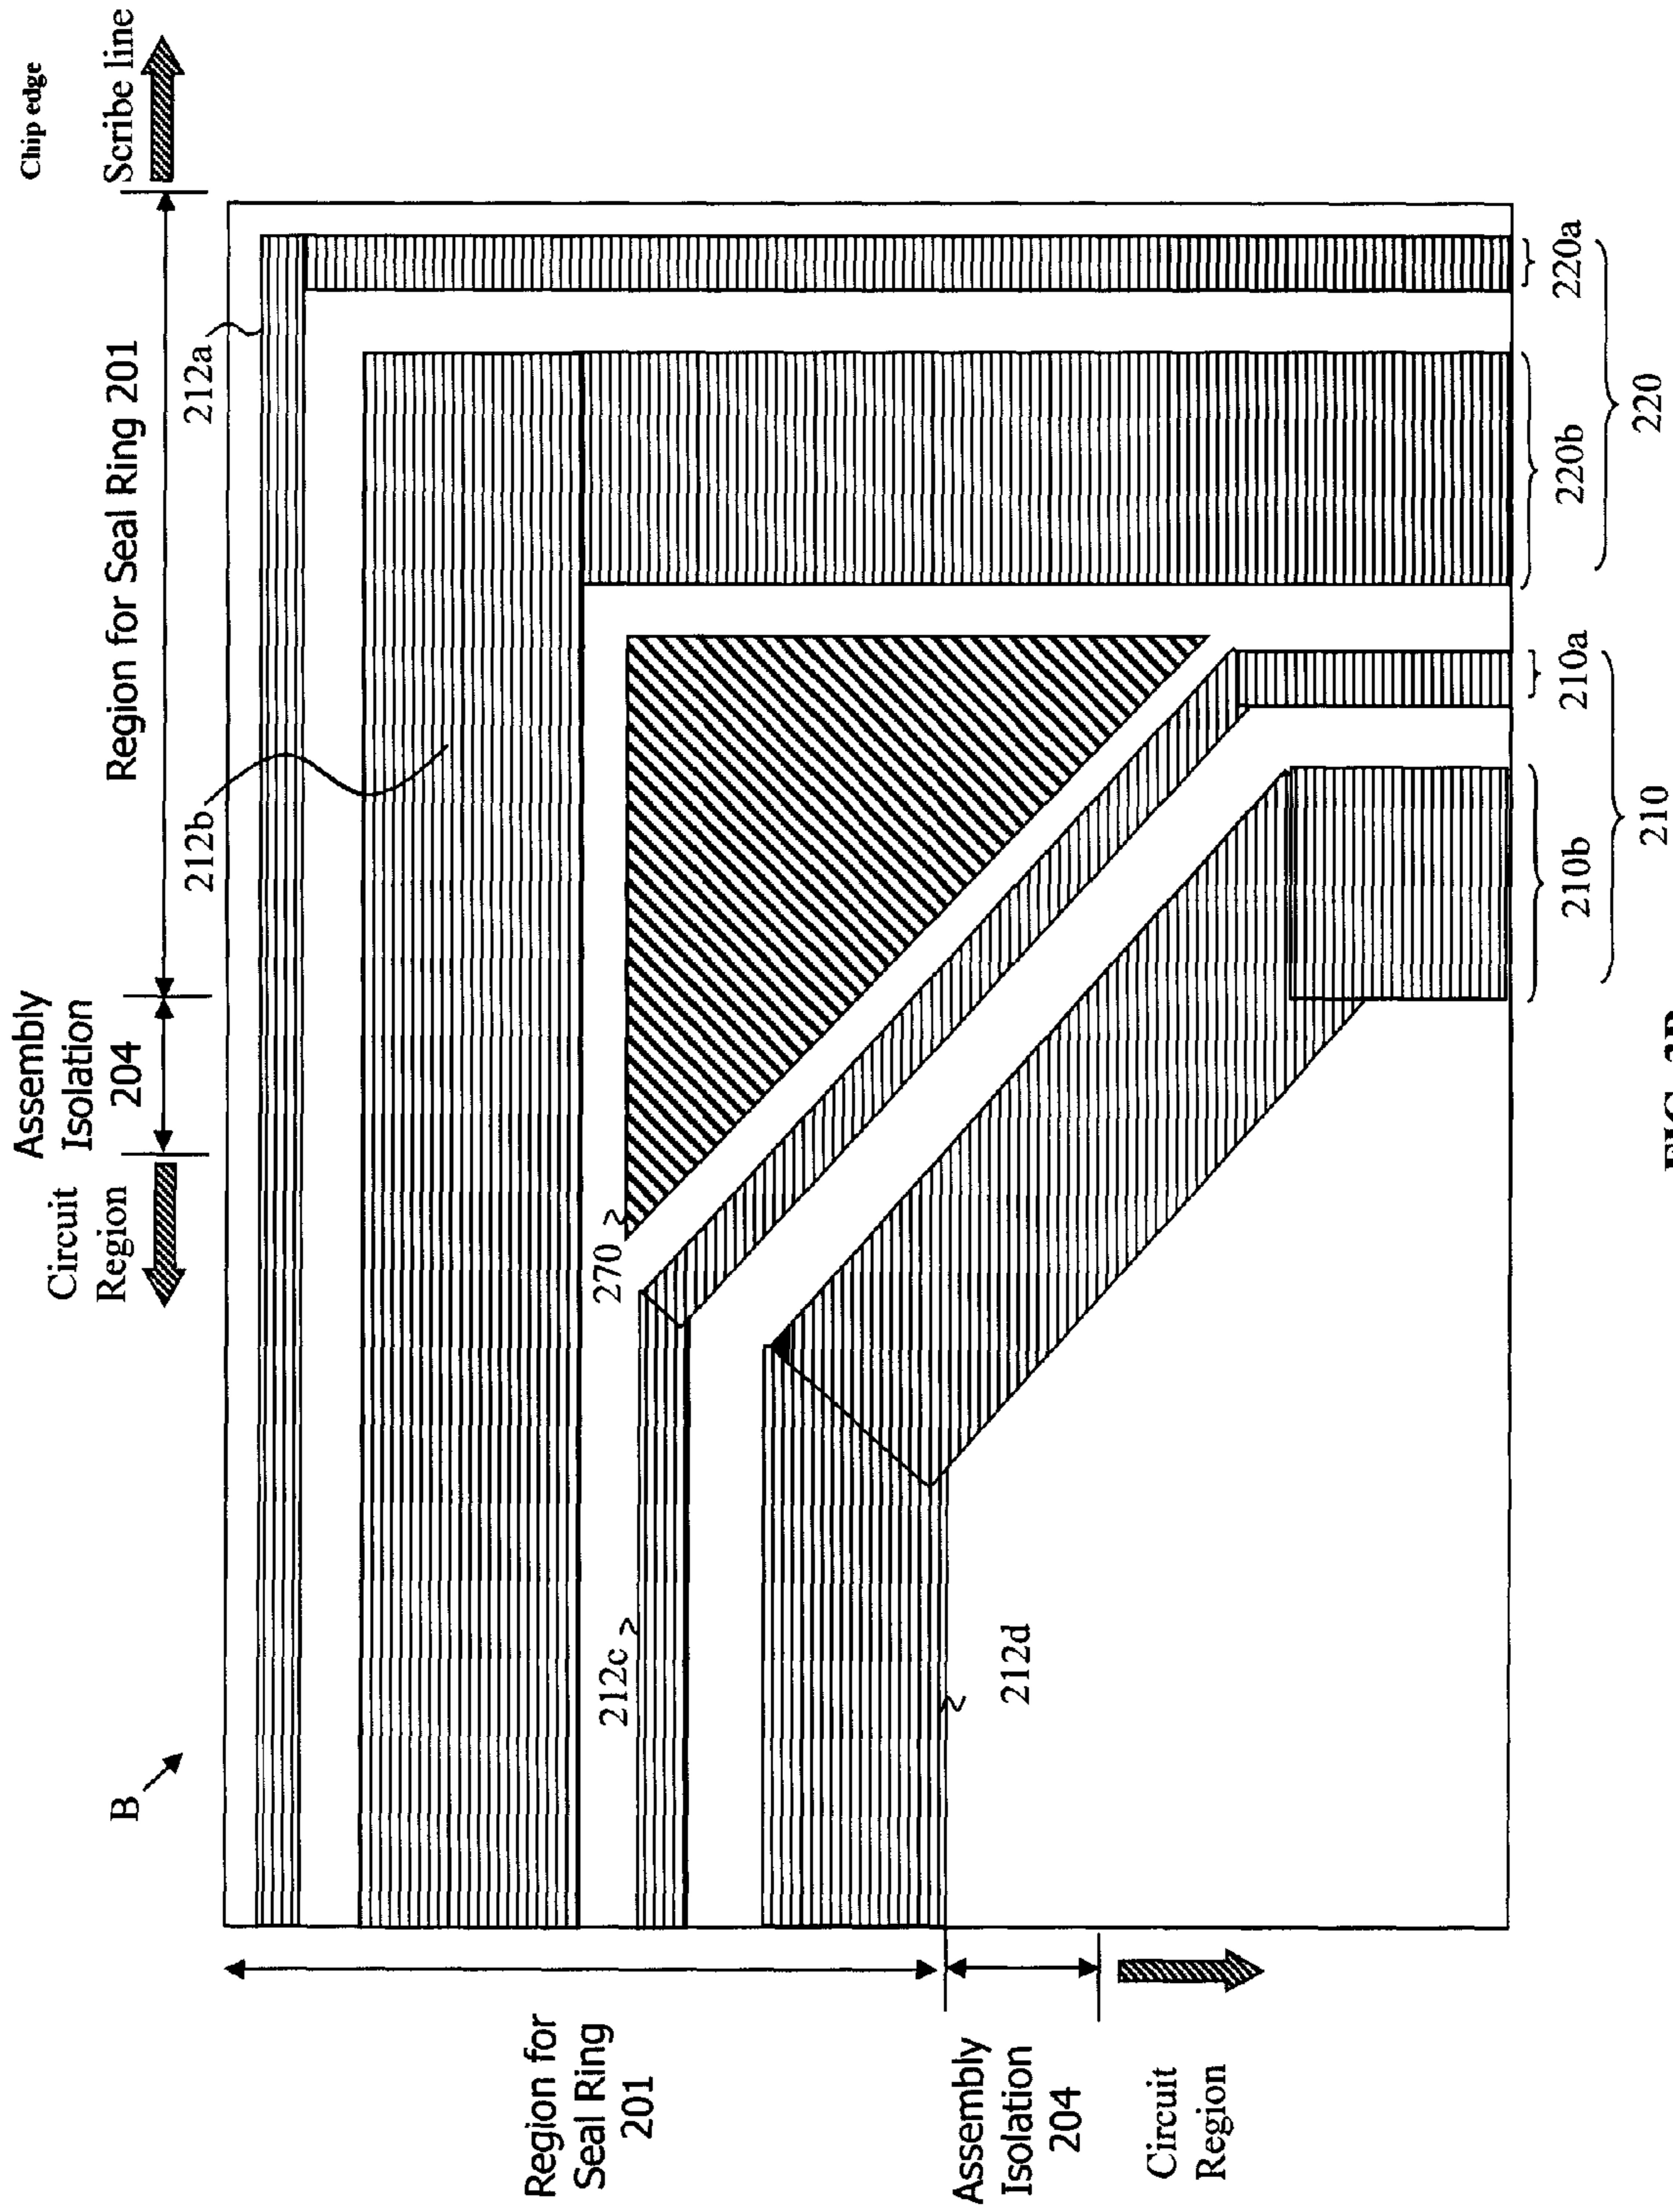 Chip edge
Scribe line
Region for Seal Ring 201
Assembly
Isolation
204
Circuit
Region
212a
212b
B
270
212c
212d
220a
220b
220
210a
210b
210
Region for
Seal Ring
201
Assembly
Isolation
204
Circuit
Region